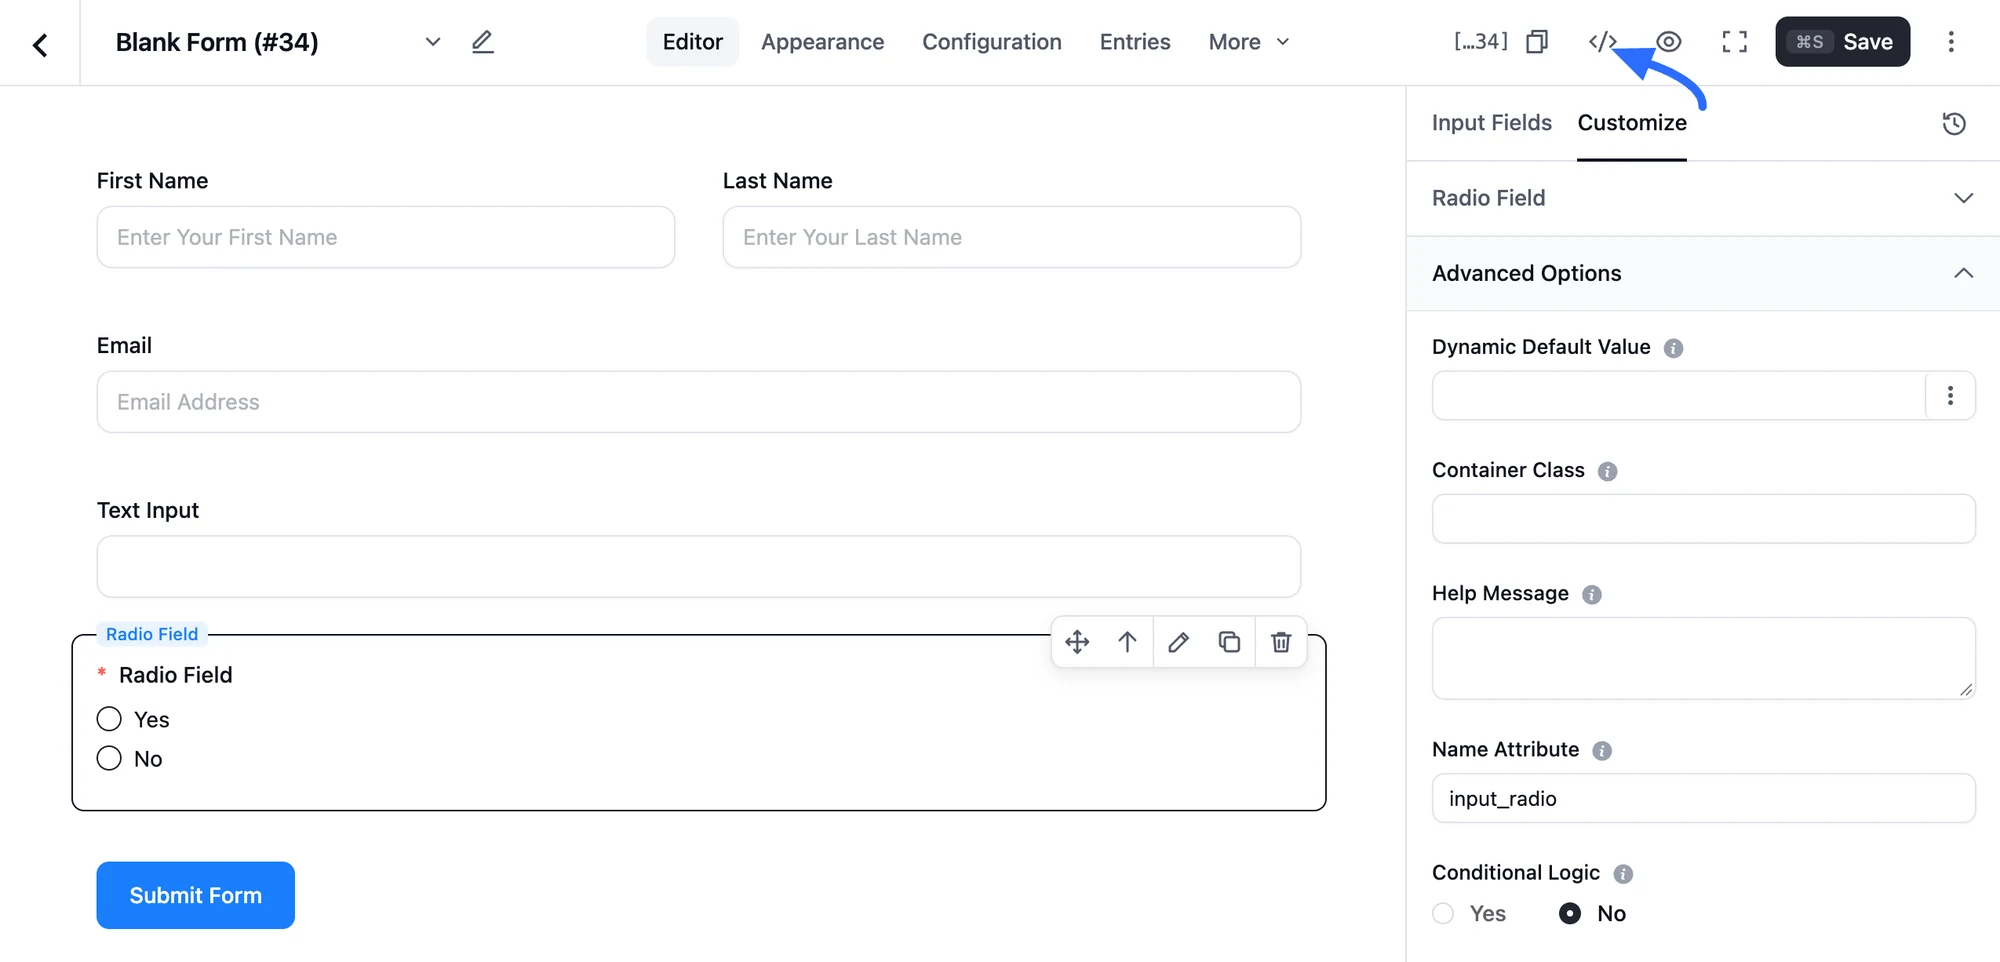 Blank Form (#34)
Editor
Appearance
Configuration
Entries
More
[...34]
</>
⌘S Save
Input Fields
Customize
First Name
Last Name
Enter Your First Name
Enter Your Last Name
Email
Email Address
Text Input
Radio Field
* Radio Field
Yes
No
Submit Form
Radio Field
Advanced Options
Dynamic Default Value
Container Class
Help Message
Name Attribute
input_radio
Conditional Logic
Yes
No